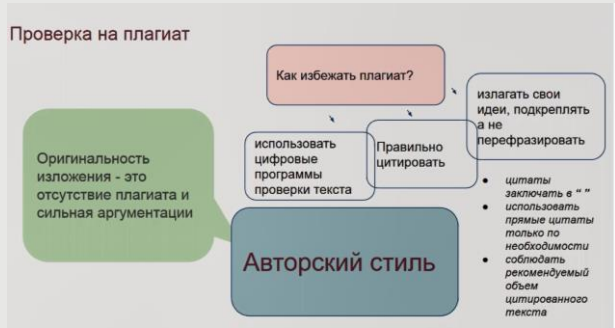 Проверка на плагиат
Как избежать плагиат?
излагать свои
идеи, подкреплять
а не
перефразировать
использовать
цифровые
программы
проверки текста
Правильно
цитировать
Оригинальность
изложения - это
отсутствие плагиата и
сильная аргументации
Авторский стиль
● цитаты
заключать в “ ”
● использовать
прямые цитаты
только по
необходимости
● соблюдать
рекомендуемый
объем
цитированного
текста